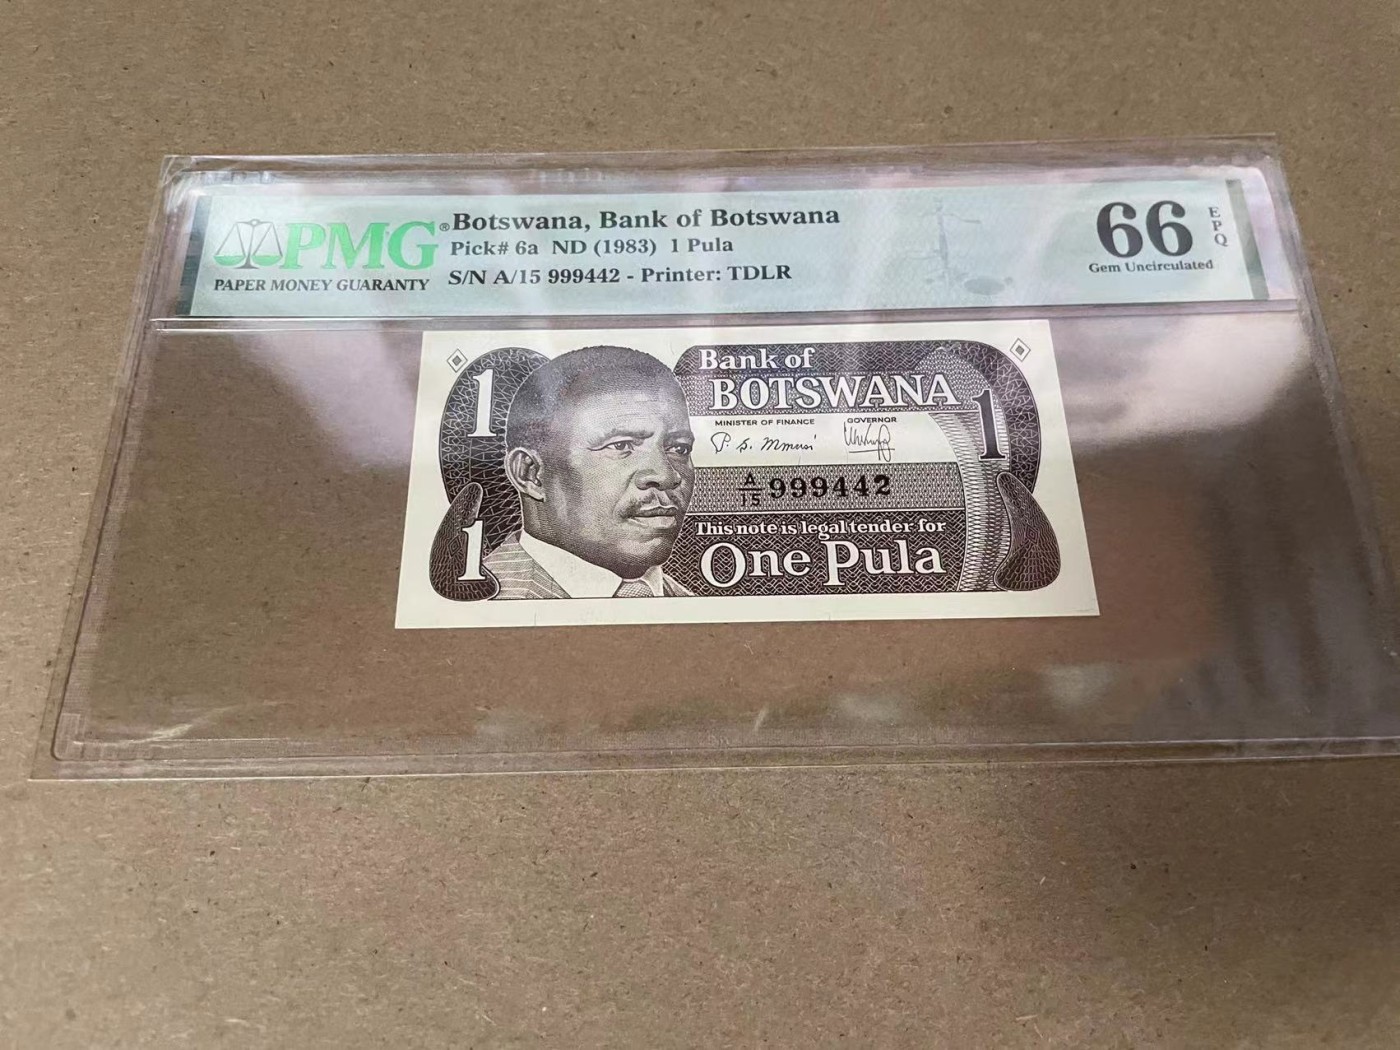 PMG®
PAPER MONEY GUARANTY
Botswana, Bank of Botswana
Pick# 6a ND (1983) 1 Pula
S/N A/15 999442 - Printer: TDLR
66 EPQ
Gem Uncirculated
1
Bank of
BOTSWANA
1
MINISTER OF FINANCE GOVERNOR
P. S. Mmusi
A/15 999442
This note is legal tender for
One Pula
1